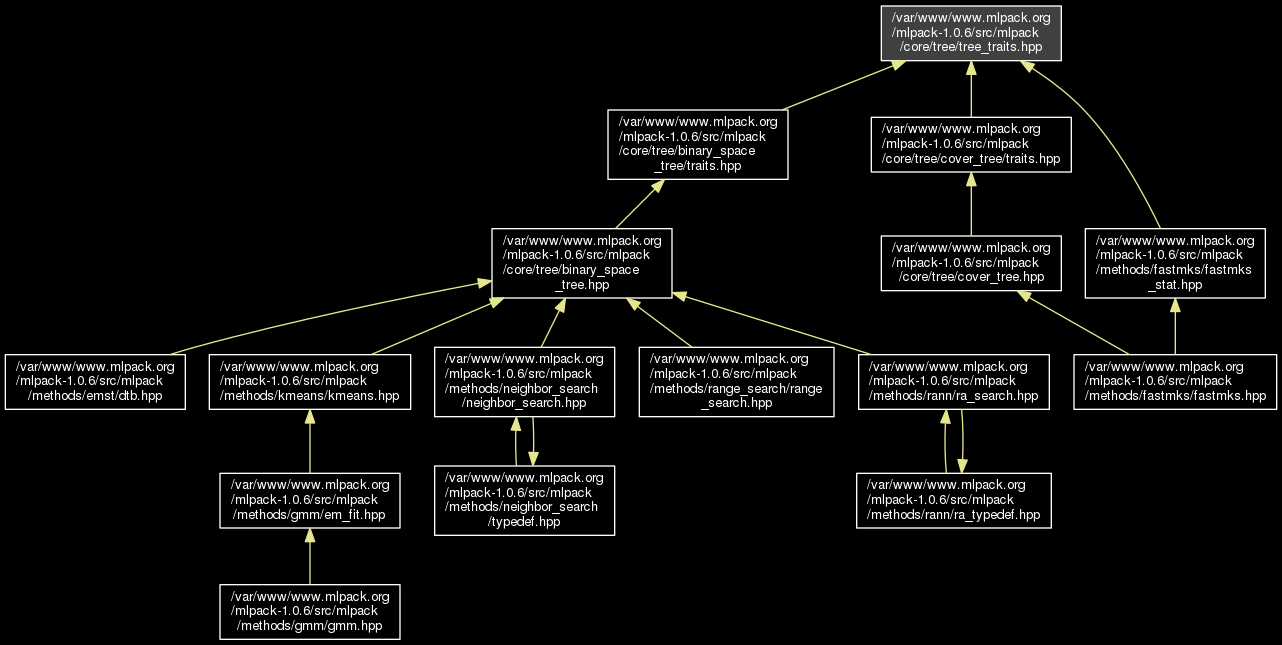 /var/www/www.mlpack.org
/mlpack-1.0.6/src/mlpack
/core/tree/tree_traits.hpp
/var/www/www.mlpack.org
/mlpack-1.0.6/src/mlpack
/core/tree/binary_space
_tree/traits.hpp
/var/www/www.mlpack.org
/mlpack-1.0.6/src/mlpack
/core/tree/cover_tree/traits.hpp
/var/www/www.mlpack.org
/mlpack-1.0.6/src/mlpack
/core/tree/binary_space
_tree.hpp
/var/www/www.mlpack.org
/mlpack-1.0.6/src/mlpack
/core/tree/cover_tree.hpp
/var/www/www.mlpack.org
/mlpack-1.0.6/src/mlpack
/methods/fastmks/fastmks
_stat.hpp
/var/www/www.mlpack.org
/mlpack-1.0.6/src/mlpack
/methods/emst/dtb.hpp
/var/www/www.mlpack.org
/mlpack-1.0.6/src/mlpack
/methods/kmeans/kmeans.hpp
/var/www/www.mlpack.org
/mlpack-1.0.6/src/mlpack
/methods/neighbor_search
/neighbor_search.hpp
/var/www/www.mlpack.org
/mlpack-1.0.6/src/mlpack
/methods/range_search/range
_search.hpp
/var/www/www.mlpack.org
/mlpack-1.0.6/src/mlpack
/methods/rann/ra_search.hpp
/var/www/www.mlpack.org
/mlpack-1.0.6/src/mlpack
/methods/fastmks/fastmks.hpp
/var/www/www.mlpack.org
/mlpack-1.0.6/src/mlpack
/methods/gmm/em_fit.hpp
/var/www/www.mlpack.org
/mlpack-1.0.6/src/mlpack
/methods/neighbor_search
/typedef.hpp
/var/www/www.mlpack.org
/mlpack-1.0.6/src/mlpack
/methods/rann/ra_typedef.hpp
/var/www/www.mlpack.org
/mlpack-1.0.6/src/mlpack
/methods/gmm/gmm.hpp